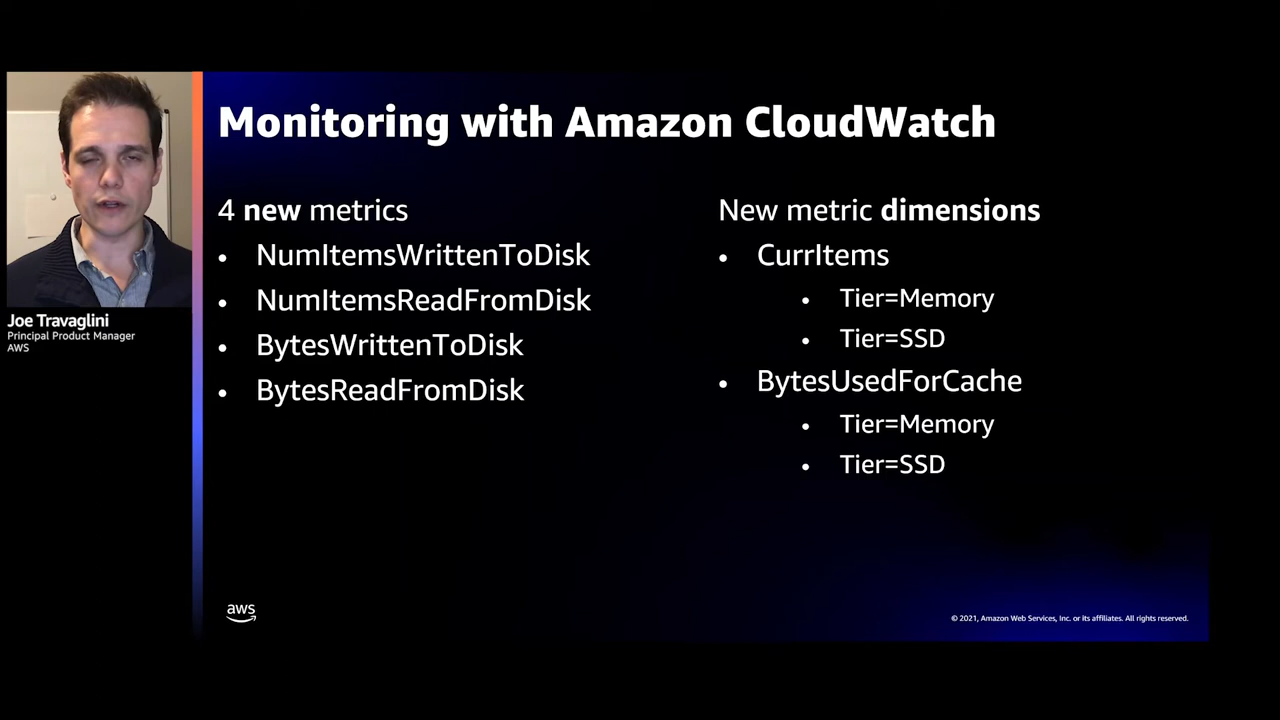 Monitoring with Amazon CloudWatch
Joe Travaglini
Principal Product Manager
AWS
4 new metrics
• NumItemsWrittenToDisk
• NumItemsReadFromDisk
• BytesWrittenToDisk
• BytesReadFromDisk
New metric dimensions
• CurrItems
• Tier=Memory
• Tier=SSD
• BytesUsedForCache
• Tier=Memory
• Tier=SSD
aws
© 2021, Amazon Web Services, Inc. or its affiliates. All rights reserved.